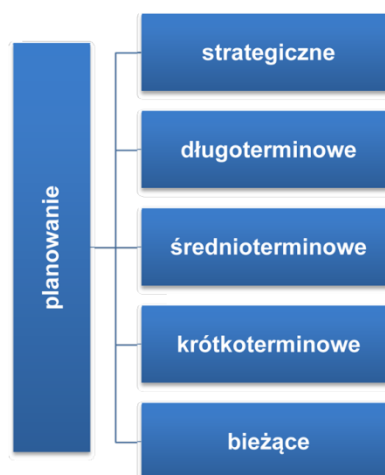 planowanie
strategiczne
długoterminowe
średnioterminowe
krótkoterminowe
bieżące